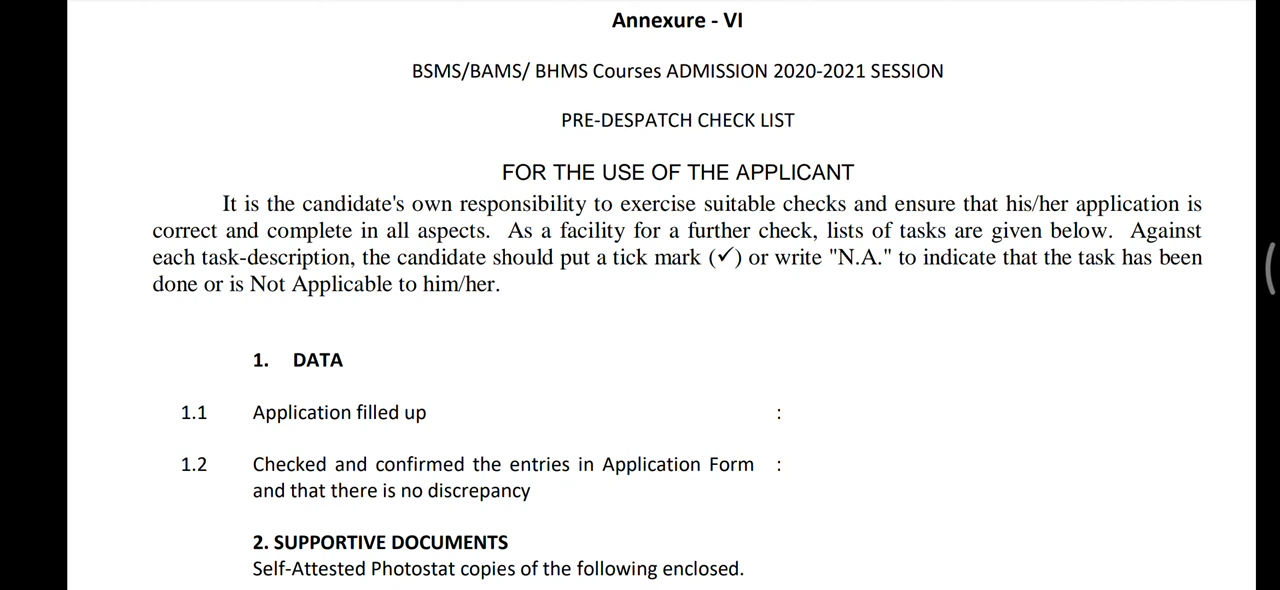 Annexure - VI
BSMS/BAMS/ BHMS Courses ADMISSION 2020-2021 SESSION
PRE-DESPATCH CHECK LIST
FOR THE USE OF THE APPLICANT
It is the candidate's own responsibility to exercise suitable checks and ensure that his/her application is
correct and complete in all aspects. As a facility for a further check, lists of tasks are given below. Against
each task-description, the candidate should put a tick mark (✓) or write "N.A." to indicate that the task has been
done or is Not Applicable to him/her.
1. DATA
1.1 Application filled up :
1.2 Checked and confirmed the entries in Application Form :
and that there is no discrepancy
2. SUPPORTIVE DOCUMENTS
Self-Attested Photostat copies of the following enclosed.